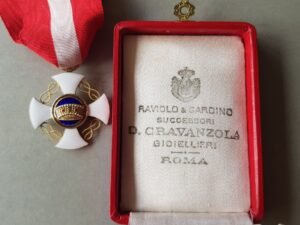 RAVIOLO & GARDINO
SUCCESSORI
D. CRAVANZOLA
GIOIELLIERI
ROMA